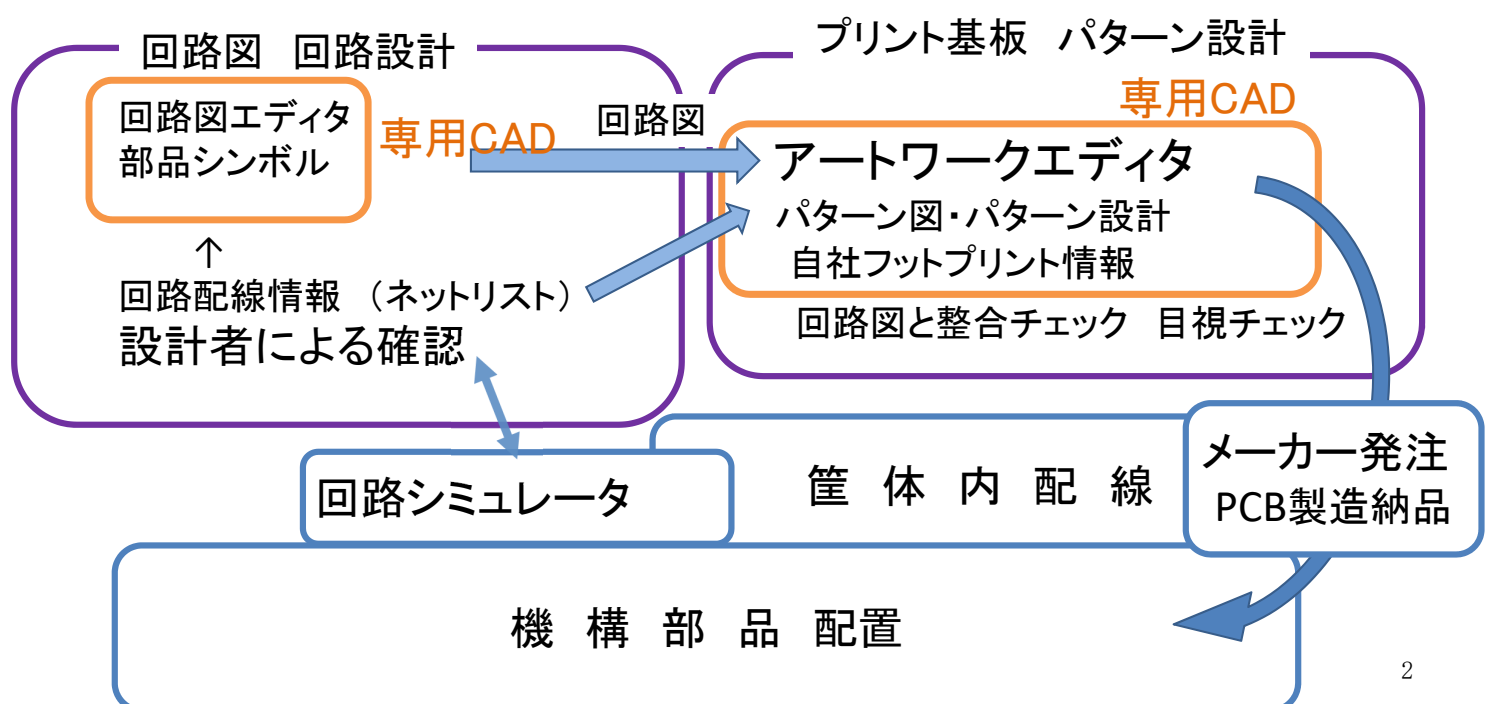 回路図　回路設計
回路図エディタ
部品シンボル
専用CAD
↑
回路配線情報　（ネットリスト）
設計者による確認
回路図
プリント基板　パターン設計
専用CAD
アートワークエディタ
パターン図・パターン設計
自社フットプリント情報
回路図と整合チェック　目視チェック
回路シミュレータ
筐　体　内　配　線
メーカー発注
PCB製造納品
機　構　部　品　配置
2